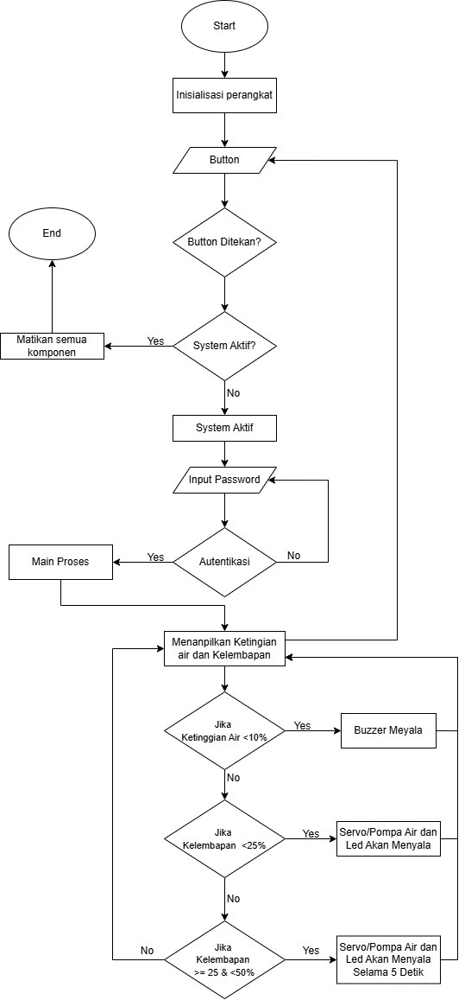 Start
Inisialisasi perangkat
Button
Button Ditekan?
End
System Aktif?
Yes
Matikan semua
komponen
No
System Aktif
Input Password
Autentikasi
No
Yes
Main Proses
Menanpilkan Ketingian
air dan Kelembapan
Jika
Ketinggian Air <10%
Yes
Buzzer Meyala
No
Jika
Kelembapan <25%
Yes
Servo/Pompa Air dan
Led Akan Menyala
No
Jika
Kelembapan
>= 25 & <50%
No
Yes
Servo/Pompa Air dan
Led Akan Menyala
Selama 5 Detik